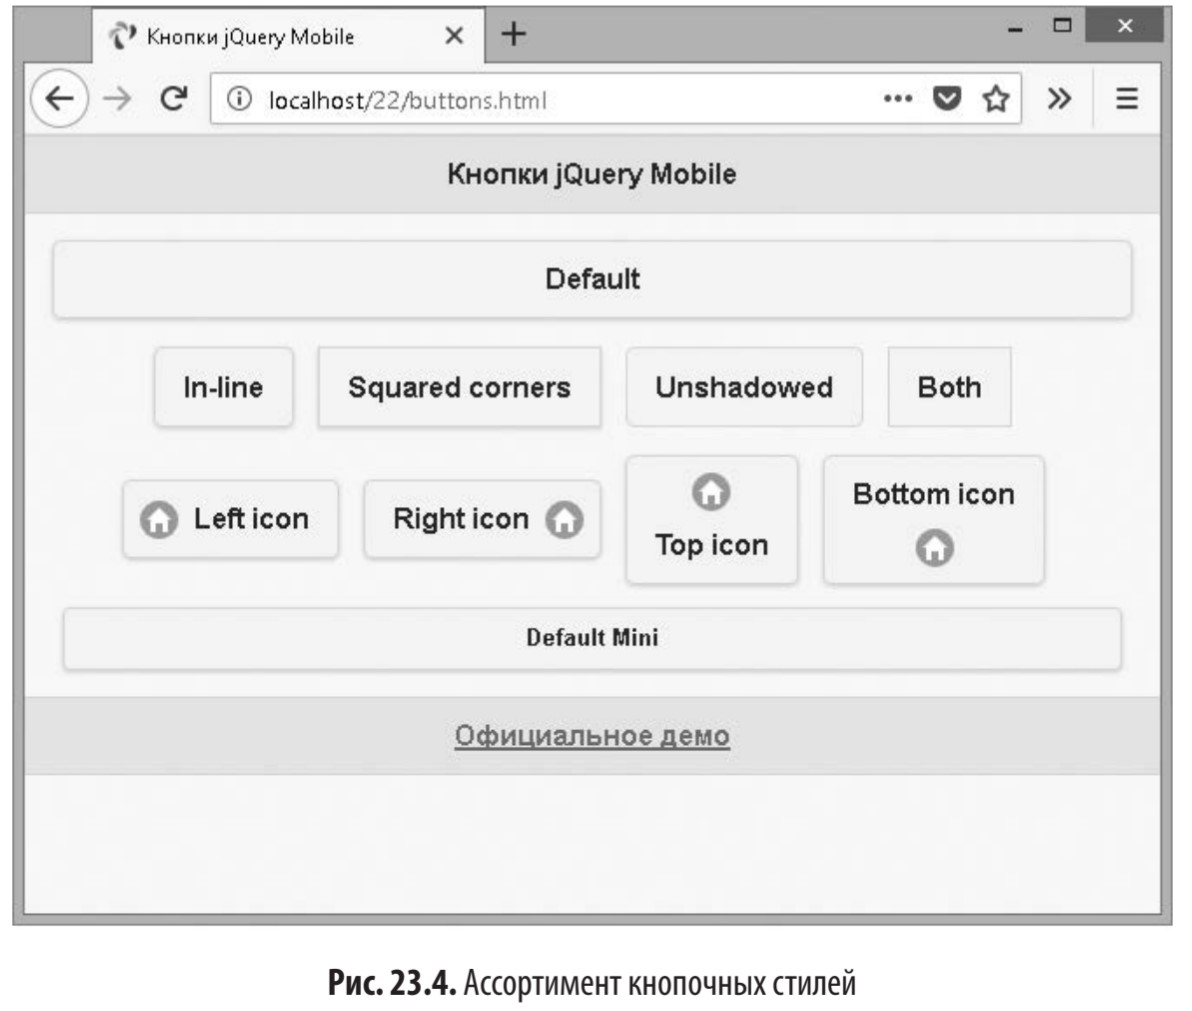 Кнопки jQuery Mobile
localhost/22/buttons.html
Кнопки jQuery Mobile
Default
In-line Squared corners Unshadowed Both
Left icon Right icon Top icon Bottom icon
Default Mini
Официальное демо
Рис. 23.4. Ассортимент кнопочных стилей